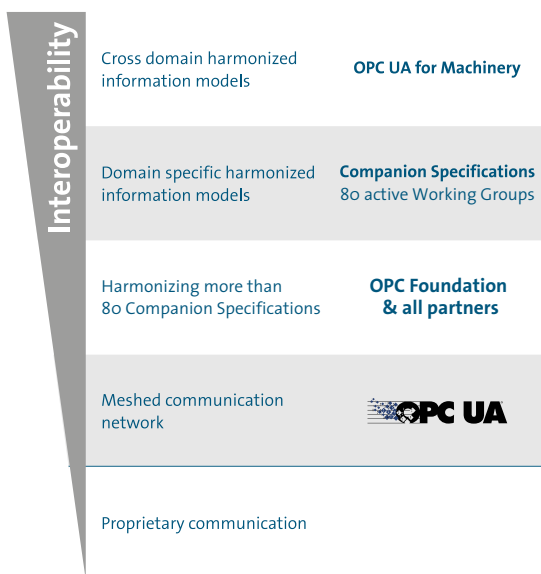 Interoperability
Cross domain harmonized
information models
OPC UA for Machinery
Domain specific harmonized
information models
Companion Specifications
80 active Working Groups
Harmonizing more than
80 Companion Specifications
OPC Foundation
& all partners
Meshed communication
network
OPC UA
Proprietary communication